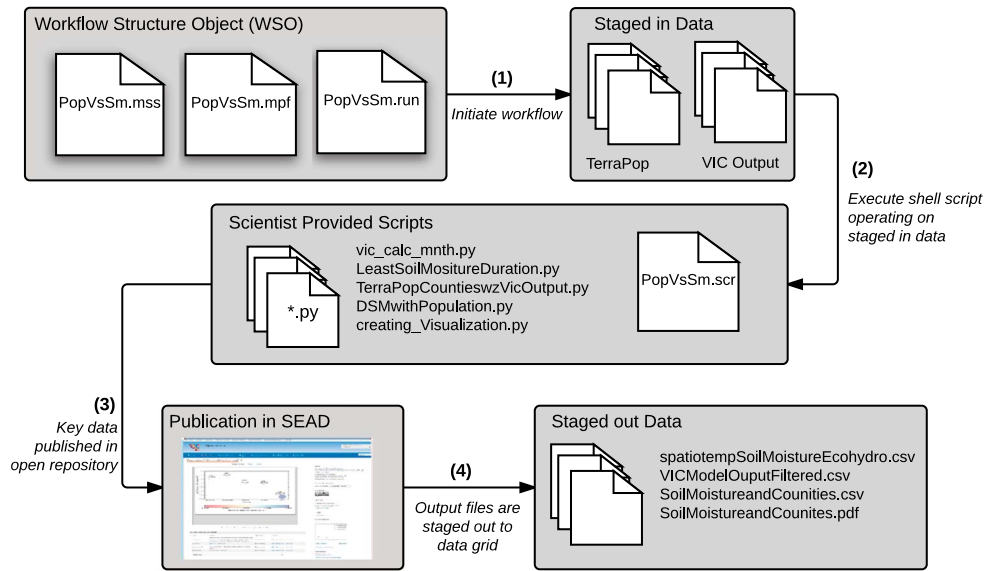 Workflow Structure Object (WSO)
PopVsSm.mss
PopVsSm.mpf
PopVsSm.run
(1)
Initiate workflow
Staged in Data
TerraPop
VIC Output
(2)
Execute shell script
operating on
staged in data
Scientist Provided Scripts
*.py
vic_calc_mnth.py
LeastSoilMositureDuration.py
TerraPopCountieswzVicOutput.py
DSMwithPopulation.py
creating_Visualization.py
PopVsSm.scr
(3)
Key data
published in
open repository
Publication in SEAD
(4)
Output files are
staged out to
data grid
Staged out Data
spatiotempSoilMoistureEcohydro.csv
VICModelOuputFiltered.csv
SoilMoistureandCounities.csv
SoilMoistureandCounites.pdf